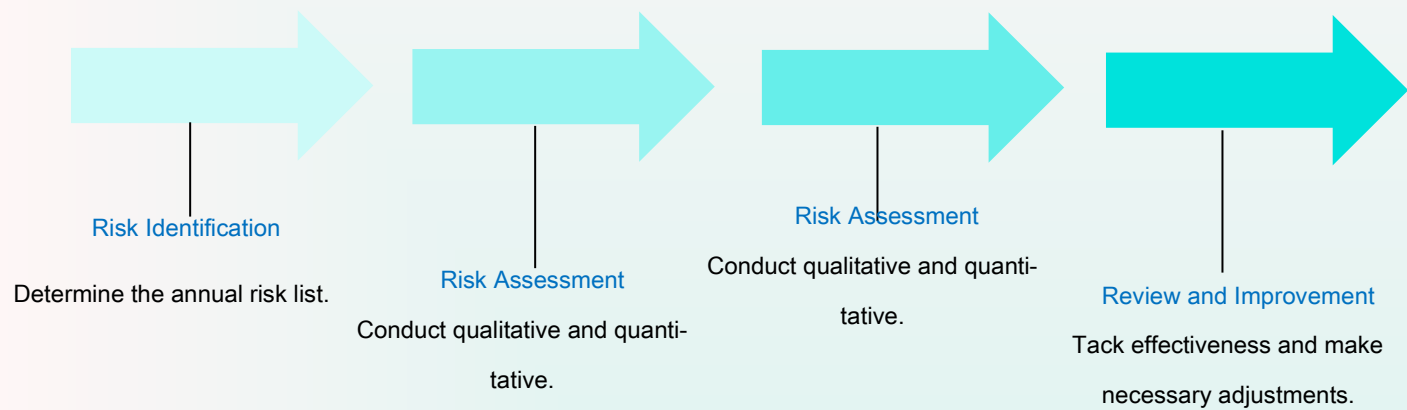 Risk Identification
Determine the annual risk list.
Risk Assessment
Conduct qualitative and quanti-
tative.
Risk Assessment
Conduct qualitative and quanti-
tative.
Review and Improvement
Tack effectiveness and make
necessary adjustments.